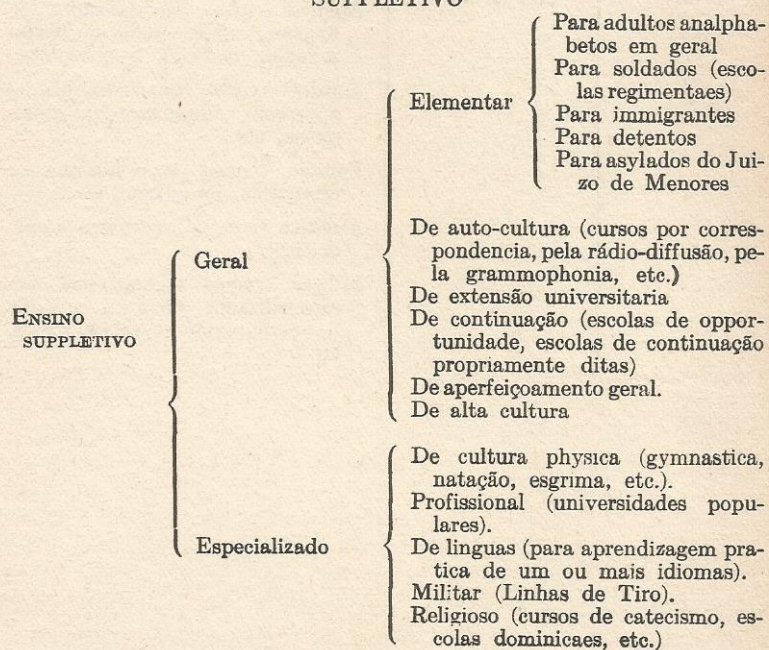 SUPPLETIVO
Para adultos analpha-
betos em geral
Para soldados (esco-
las regimentaes)
Elementar
Para immigrantes
Para detentos
Para asylados do Jui-
zo de Menores
De auto-cultura (cursos por corres-
pondencia, pela rádio-diffusão, pe-
la grammophonia, etc.)
Geral
De extensão universitaria
De continuação (escolas de oppor-
tunidade, escolas de continuação
propriamente ditas)
De aperfeiçoamento geral.
De alta cultura
ENSINO
SUPPLETIVO
De cultura physica (gymnastica,
natação, esgrima, etc.).
Profissional (universidades popu-
lares).
Especializado
De linguas (para aprendizagem pra-
tica de um ou mais idiomas).
Militar (Linhas de Tiro).
Religioso (cursos de catecismo, es-
colas dominicaes, etc.)